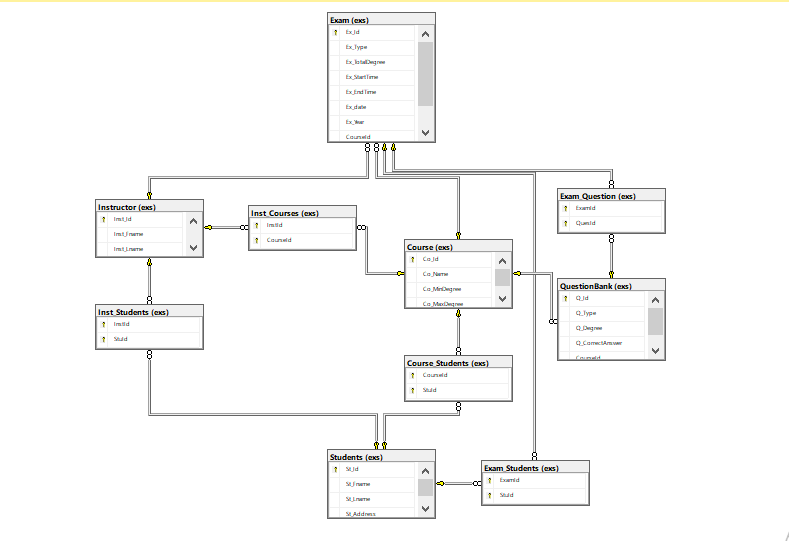 Exam (exs)
Ex_Id
Ex_Type
Ex_TotalDegree
Ex_StartTime
Ex_EndTime
Ex_date
Ex_Year
CourseId
Instructor (exs)
Inst_Id
Inst_Fname
Inst_Lname
Inst_Courses (exs)
InstId
CourseId
Exam_Question (exs)
ExamId
QuesId
Course (exs)
Co_Id
Co_Name
Co_MinDegree
Co_MaxDegree
QuestionBank (exs)
Q_Id
Q_Type
Q_Degree
Q_CorrectAnswer
CourseId
Inst_Students (exs)
InstId
StuId
Course_Students (exs)
CourseId
StuId
Students (exs)
St_Id
St_Fname
St_Lname
St_Address
Exam_Students (exs)
ExamId
StuId